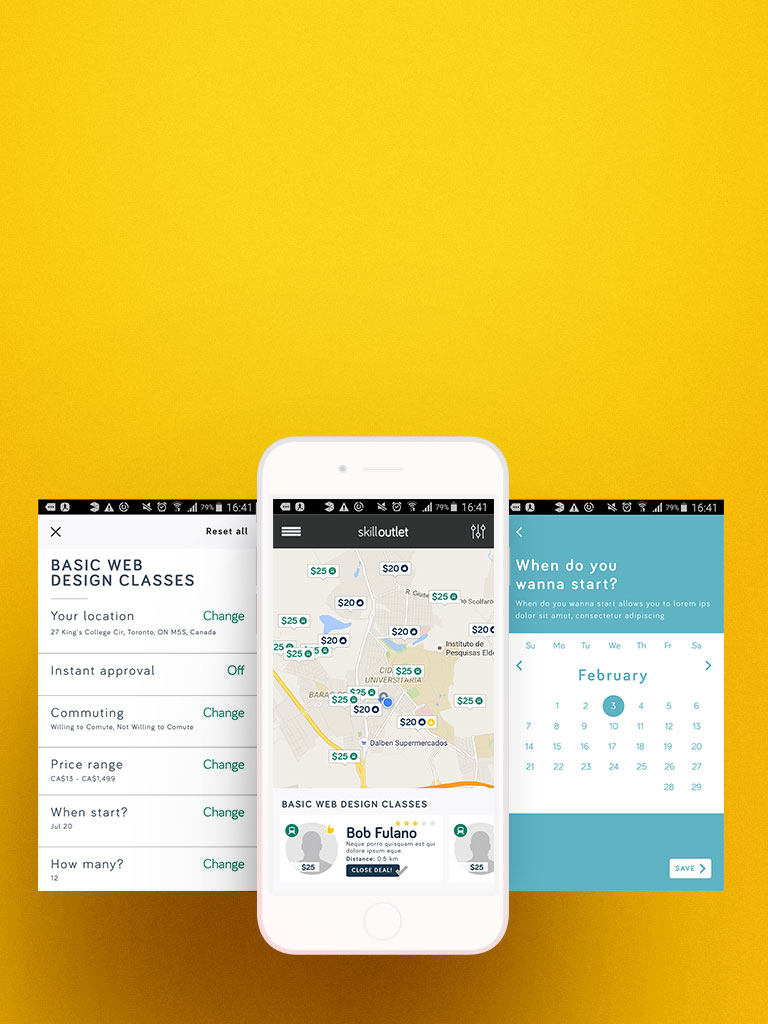 79% 16:41
Reset all
BASIC WEB
DESIGN CLASSES
Your location Change
27 King's College Cir, Toronto, ON M5S, Canada
Instant approval Off
Commuting Change
Willing to Comute, Not Willing to Comute
Price range Change
CA$13 - CA$1,499
When start? Change
Jul 20
How many? Change
12
79% 16:41
skilloutlet
$25
$20
R. Gius
$25
Scolfaro
$20
$25
$20
$20
Instituto de
Pesquisas Eldo
$25
$25
5
CID
$25
UNIVERSITARIA
BARÃO
$25
$25
$20
$25
$20
Dalben Supermercados
$25
BASIC WEB DESIGN CLASSES
Bob Fulano
Neque porro quisquam est qui
dolore ipsum eque.
Distance: 0.5 km
$25
CLOSE DEAL!
$25
79% 16:41
When do you
wanna start?
When do you wanna start allows you to lorem ips
dolor sit amet, consectetur adipiscing
Su Mo Tu We Th Fr Sa
February
1 2 3 4 5 6
7 8 9 10 11 12 13
14 15 16 17 18 19 20
21 22 23 24 25 26 27
28 29
SAVE